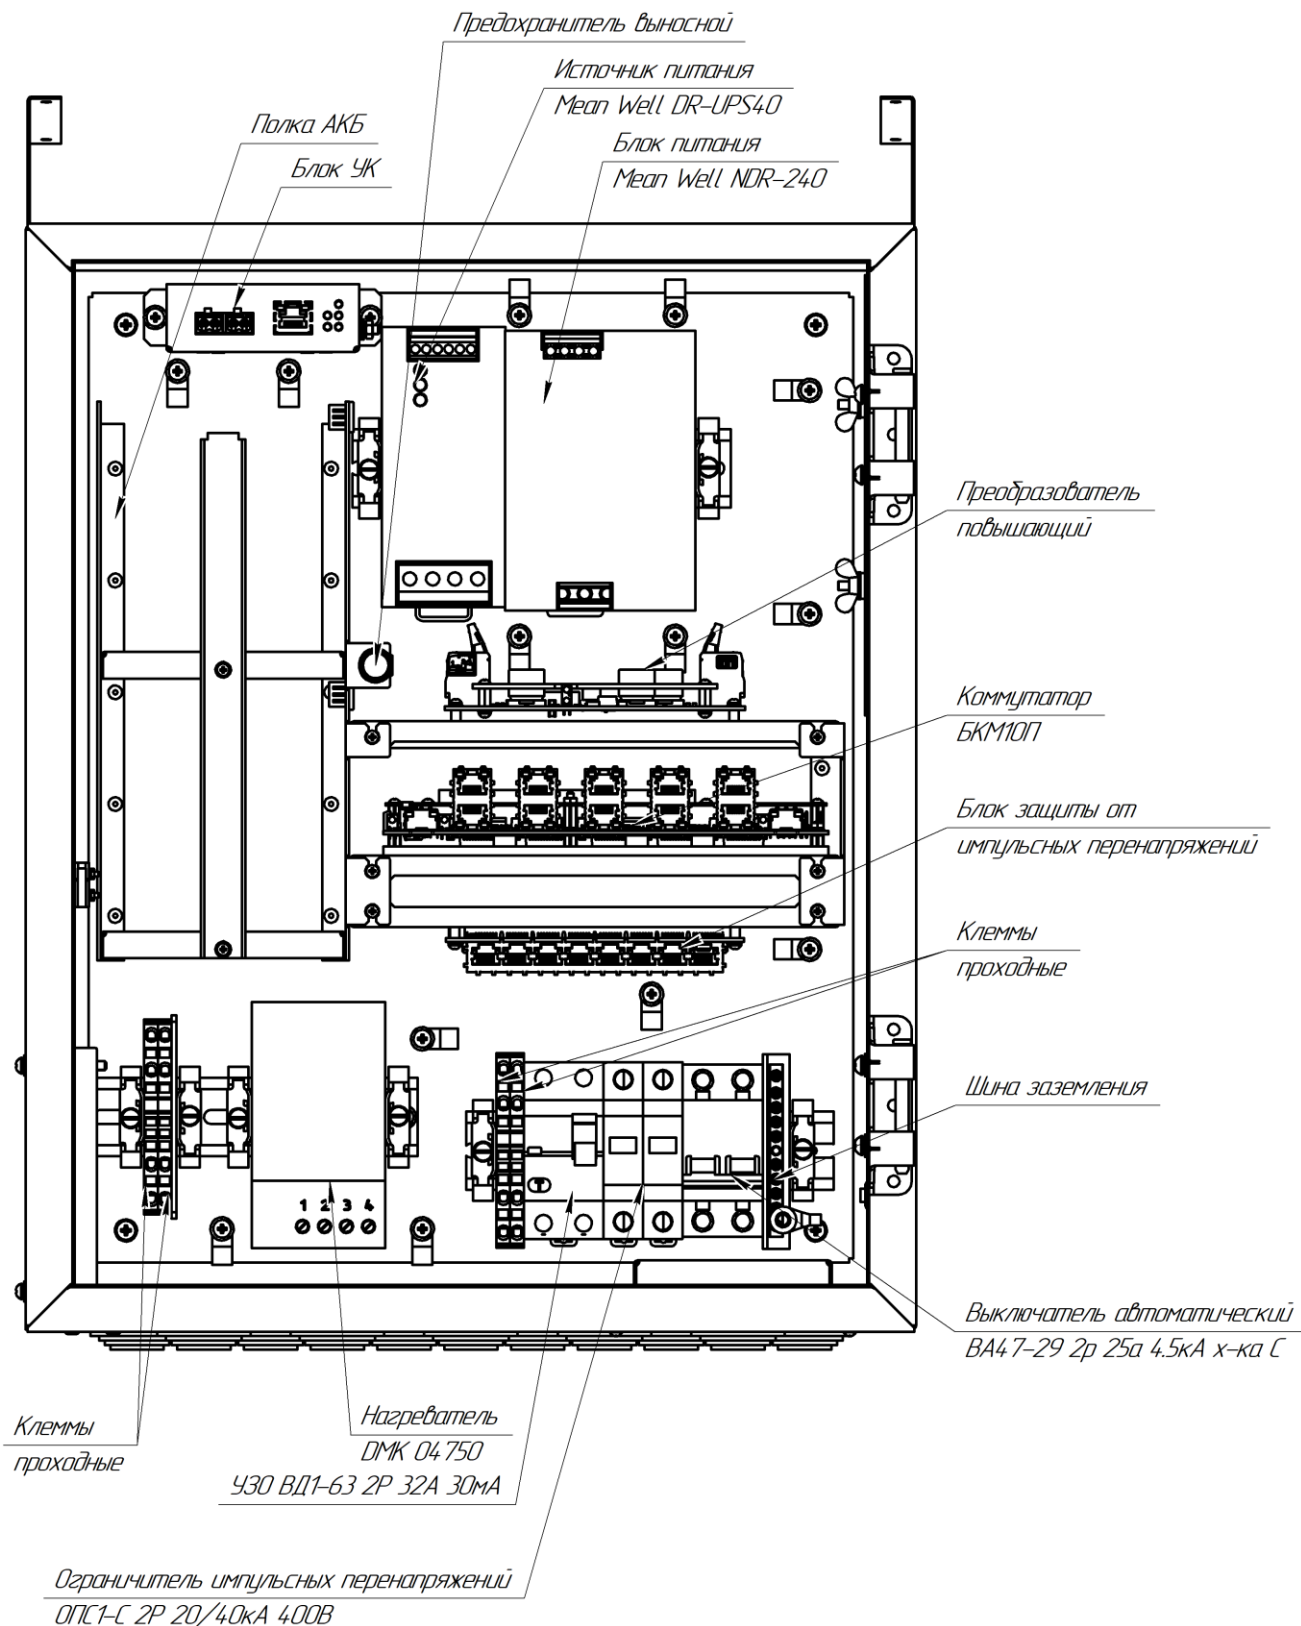 Предохранитель выносной
Источник питания
Mean Well DR-UPS40
Полка АКБ
Блок питания
Mean Well NDR-240
Блок УК
Преобразователь
повышающий
Коммутатор
БКМ10П
Блок защиты от
импульсных перенапряжений
Клеммы
проходные
Шина заземления
1 2 3 4
Выключатель автоматический
ВА47-29 2р 25а 4.5кА х-ка С
Клеммы
проходные
Нагреватель
DMK 04750
УЗО ВД1-63 2Р 32А 30мА
Ограничитель импульсных перенапряжений
ОПС1-С 2Р 20/40кА 400В